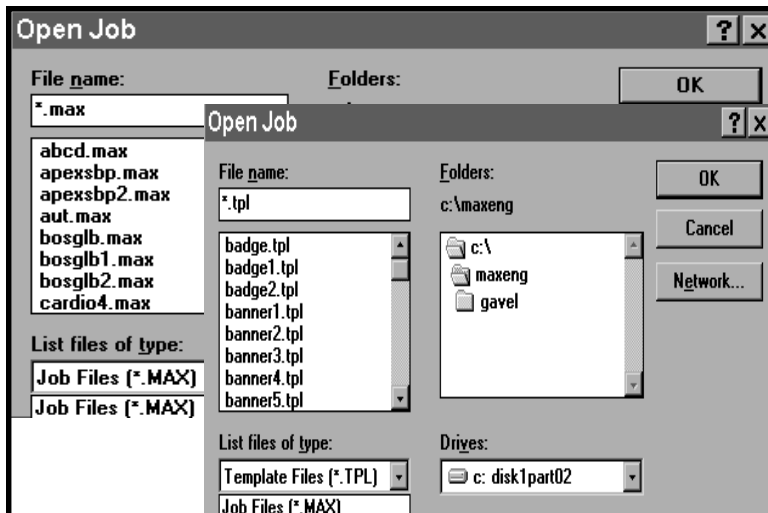 Open Job
File name:
Folders:
OK
*.max
abcd.max
apexsbp.max
apexsbp2.max
aut.max
bosglb.max
bosglb1.max
bosglb2.max
cardio4.max
List files of type:
Job Files (*.MAX)
Job Files (*.MAX)
Open Job
File name:
Folders:
OK
*.tpl
c:\maxeng
Cancel
badge.tpl
badge1.tpl
badge2.tpl
banner1.tpl
banner2.tpl
banner3.tpl
banner4.tpl
banner5.tpl
c:\
maxeng
gavel
Network...
List files of type:
Drives:
Template Files (*.TPL)
c: disk1part02
Job Files (*.MAX)